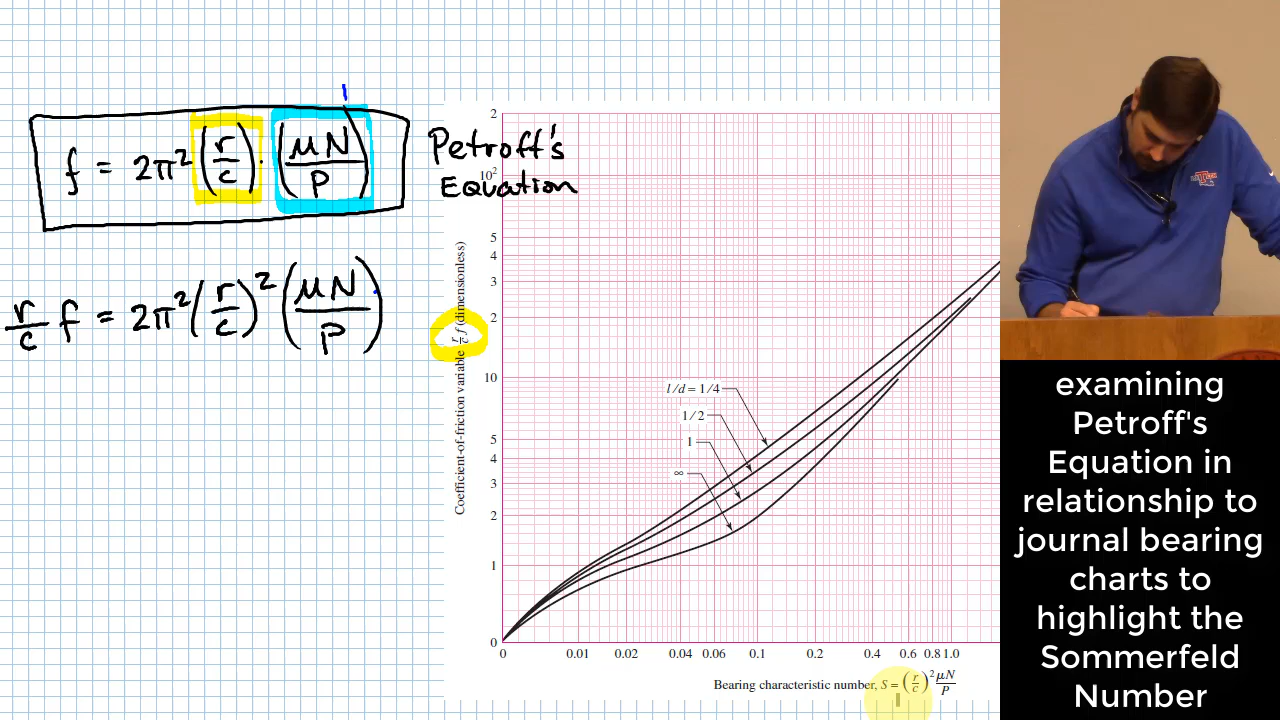 f = 2π² (r/c) · (μN/P)
Petroff's
Equation
r/c f = 2π² (r/c)² (μN/P)
Coefficient-of-friction variable r/c f (dimensionless)
2
10²
5
4
3
2
10
5
4
3
2
1
0
l/d = 1/4
1/2
1
∞
0 0.01 0.02 0.04 0.06 0.1 0.2 0.4 0.6 0.8 1.0
Bearing characteristic number, S = (r/c)² μN/P
examining
Petroff's
Equation in
relationship to
journal bearing
charts to
highlight the
Sommerfeld
Number